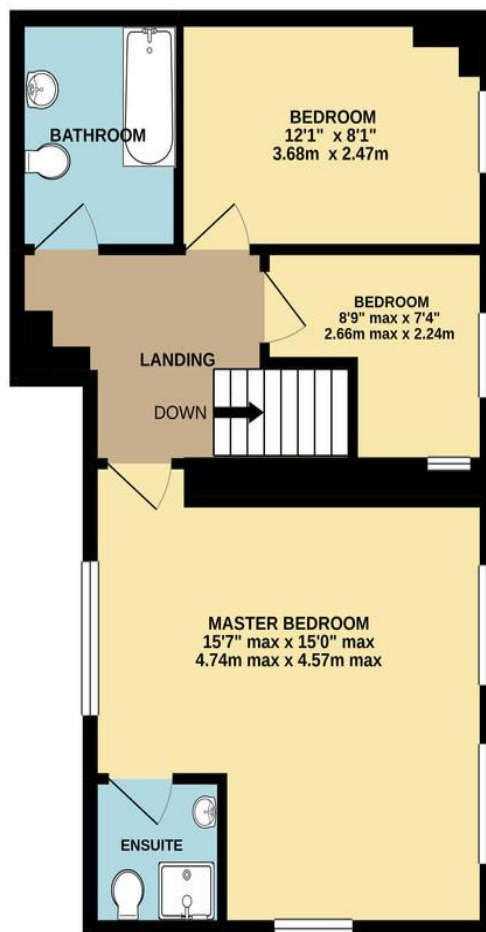 BATHROOM
BEDROOM
12'1" x 8'1"
3.68m x 2.47m
BEDROOM
8'9" max x 7'4"
2.66m max x 2.24m
LANDING
DOWN
MASTER BEDROOM
15'7" max x 15'0" max
4.74m max x 4.57m max
ENSUITE